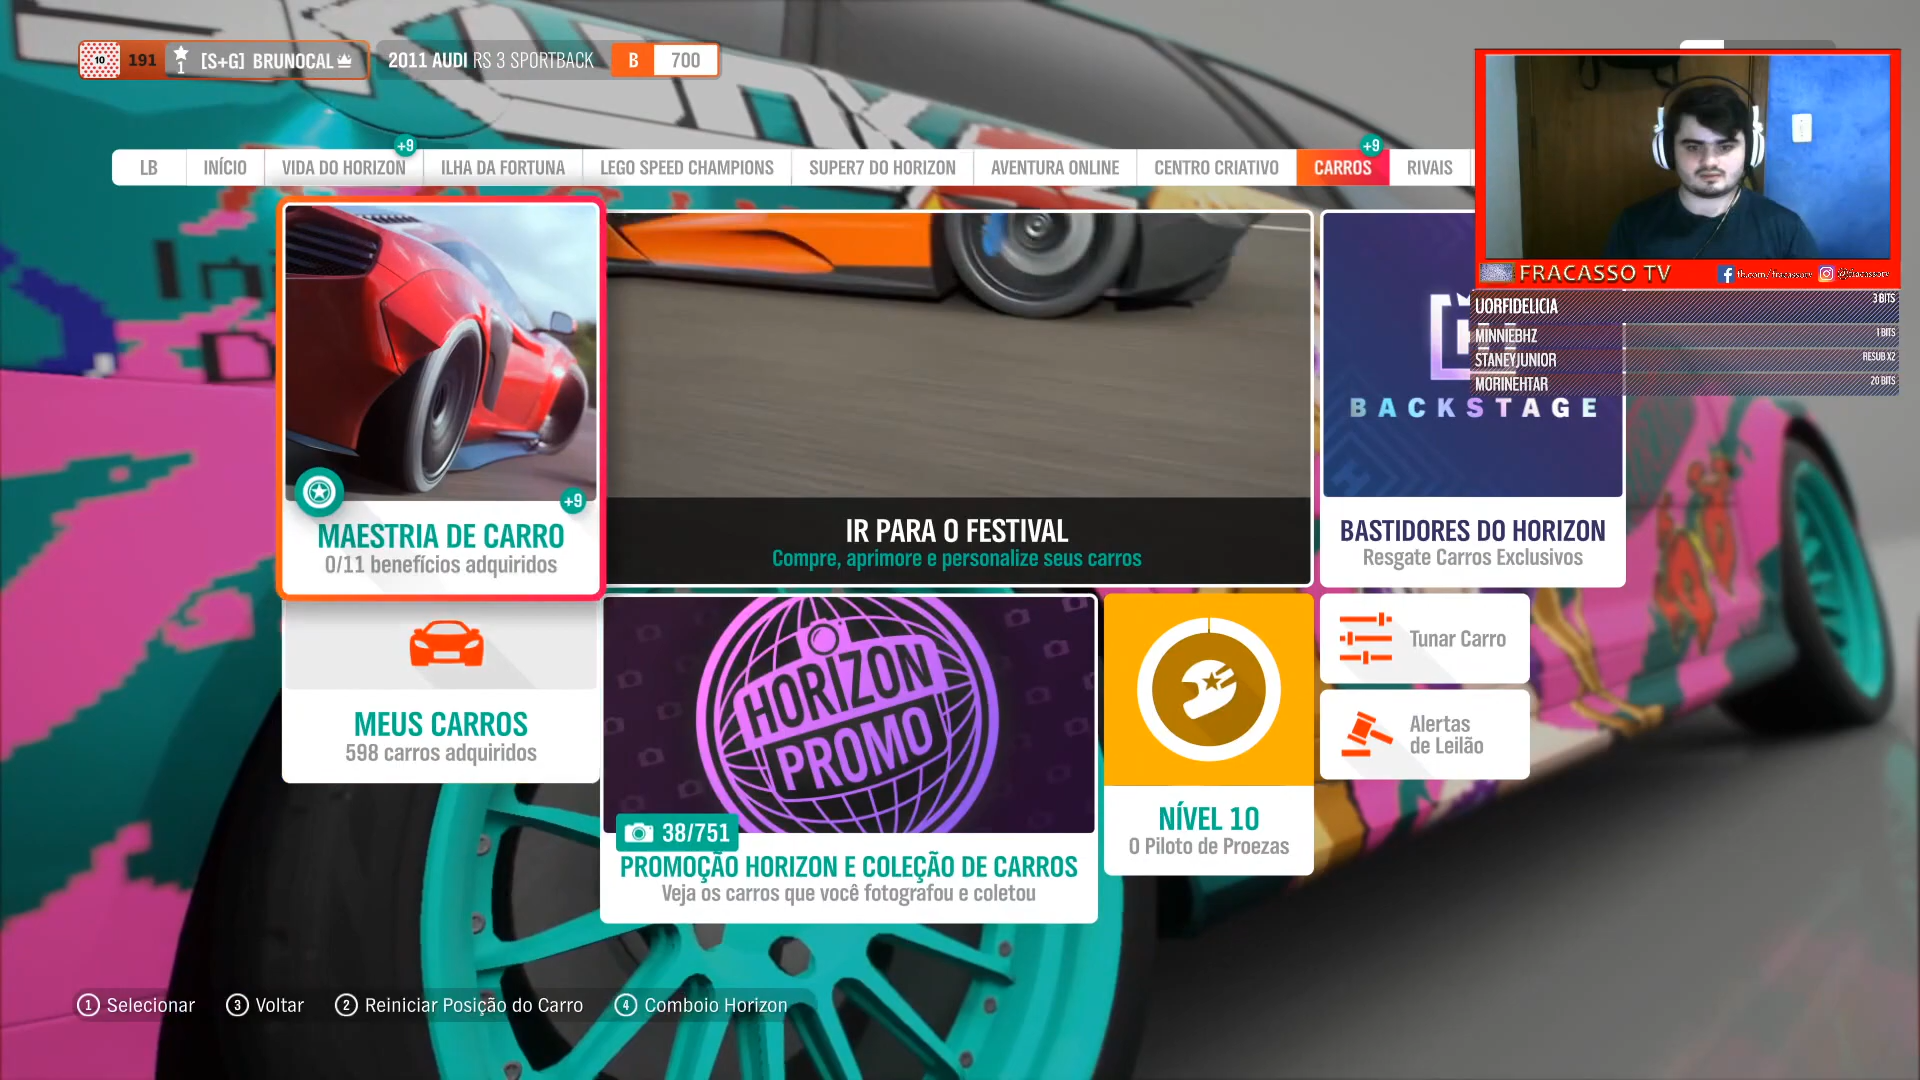 10 191 1 [S+G] BRUNOCAL 2011 AUDI RS 3 SPORTBACK B 700
LB INÍCIO VIDA DO HORIZON +9 ILHA DA FORTUNA LEGO SPEED CHAMPIONS SUPER7 DO HORIZON AVENTURA ONLINE CENTRO CRIATIVO CARROS +9 RIVAIS
FRACASSO TV fb.com/fracassotv @fracassotv
UORFIDELICIA 3 BITS
MINNIEBHZ 1 BITS
STANEYJUNIOR RESUB X2
MORINEHTAR 20 BITS
BACKSTAGE
+9
MAESTRIA DE CARRO
0/11 benefícios adquiridos
IR PARA O FESTIVAL
Compre, aprimore e personalize seus carros
BASTIDORES DO HORIZON
Resgate Carros Exclusivos
MEUS CARROS
598 carros adquiridos
HORIZON
PROMO
38/751
PROMOÇÃO HORIZON E COLEÇÃO DE CARROS
Veja os carros que você fotografou e coletou
NÍVEL 10
O Piloto de Proezas
Tunar Carro
Alertas
de Leilão
1 Selecionar 3 Voltar 2 Reiniciar Posição do Carro 4 Comboio Horizon